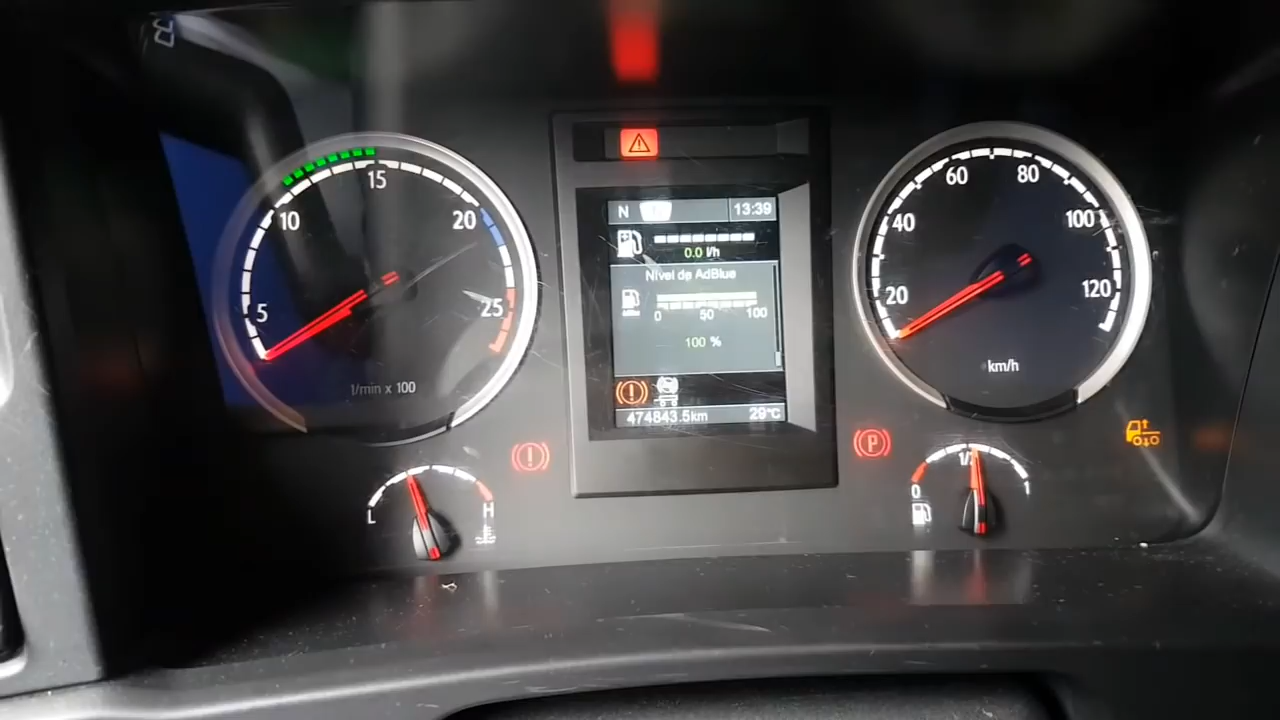 5
10
15
20
25
1/min x 100
L
H
N
13:39
0.0 l/h
Nível de AdBlue
0 50 100
100 %
474843.5km
29°C
20
40
60
80
100
120
km/h
P
0
1/2
1